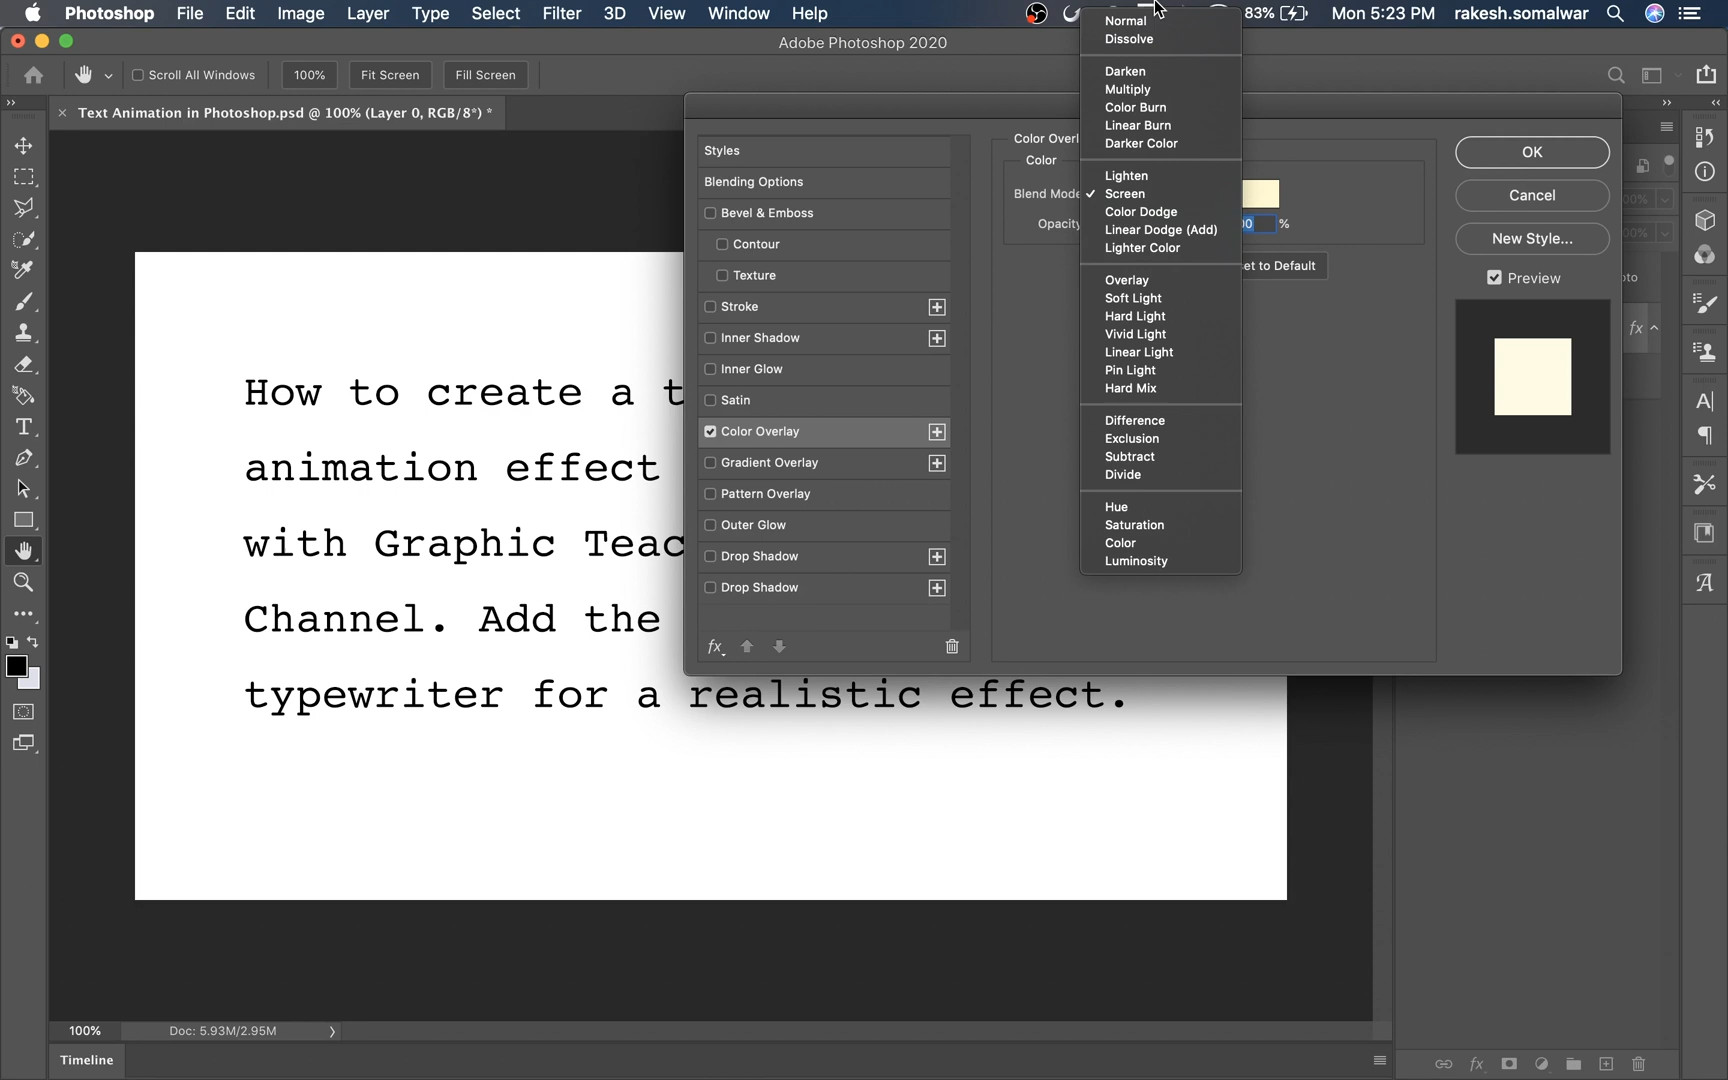 Photoshop File Edit Image Layer Type Select Filter 3D View Window Help 83% Mon 5:23 PM rakesh.somalwar
Adobe Photoshop 2020
Scroll All Windows 100% Fit Screen Fill Screen
Text Animation in Photoshop.psd @ 100% (Layer 0, RGB/8*) *
How to create a t
animation effect
with Graphic Teac
Channel. Add the
typewriter for a realistic effect.
Styles
Blending Options
Bevel & Emboss
Contour
Texture
Stroke
Inner Shadow
Inner Glow
Satin
Color Overlay
Gradient Overlay
Pattern Overlay
Outer Glow
Drop Shadow
Drop Shadow
fx
Color Overl
Color
Blend Mode
Opacity
%
et to Default
Normal
Dissolve
Darken
Multiply
Color Burn
Linear Burn
Darker Color
Lighten
Screen
Color Dodge
Linear Dodge (Add)
Lighter Color
Overlay
Soft Light
Hard Light
Vivid Light
Linear Light
Pin Light
Hard Mix
Difference
Exclusion
Subtract
Divide
Hue
Saturation
Color
Luminosity
OK
Cancel
New Style...
Preview
oto
fx
100% Doc: 5.93M/2.95M
Timeline
fx